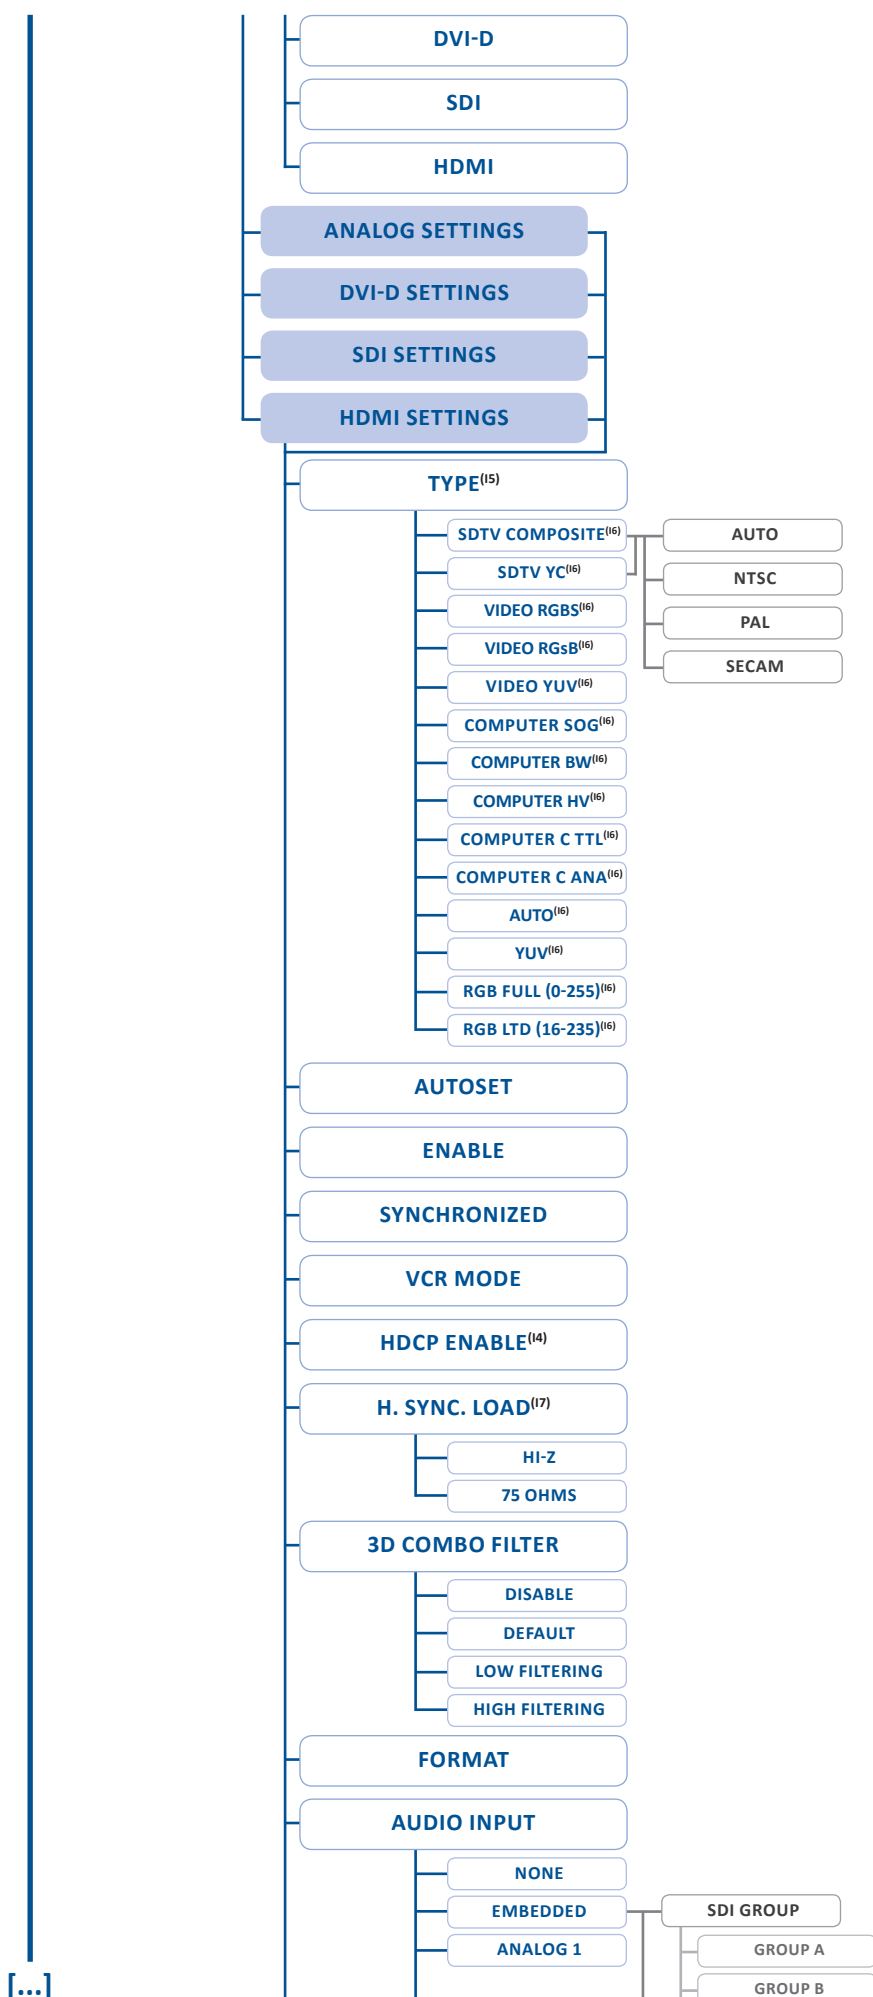 DVI-D
SDI
HDMI
ANALOG SETTINGS
DVI-D SETTINGS
SDI SETTINGS
HDMI SETTINGS
TYPE(I5)
SDTV COMPOSITE(I6)
AUTO
SDTV YC(I6)
NTSC
VIDEO RGBS(I6)
PAL
VIDEO RGsB(I6)
SECAM
VIDEO YUV(I6)
COMPUTER SOG(I6)
COMPUTER BW(I6)
COMPUTER HV(I6)
COMPUTER C TTL(I6)
COMPUTER C ANA(I6)
AUTO(I6)
YUV(I6)
RGB FULL (0-255)(I6)
RGB LTD (16-235)(I6)
AUTOSET
ENABLE
SYNCHRONIZED
VCR MODE
HDCP ENABLE(I4)
H. SYNC. LOAD(I7)
HI-Z
75 OHMS
3D COMBO FILTER
DISABLE
DEFAULT
LOW FILTERING
HIGH FILTERING
FORMAT
AUDIO INPUT
NONE
EMBEDDED
SDI GROUP
ANALOG 1
GROUP A
GROUP B
[...]